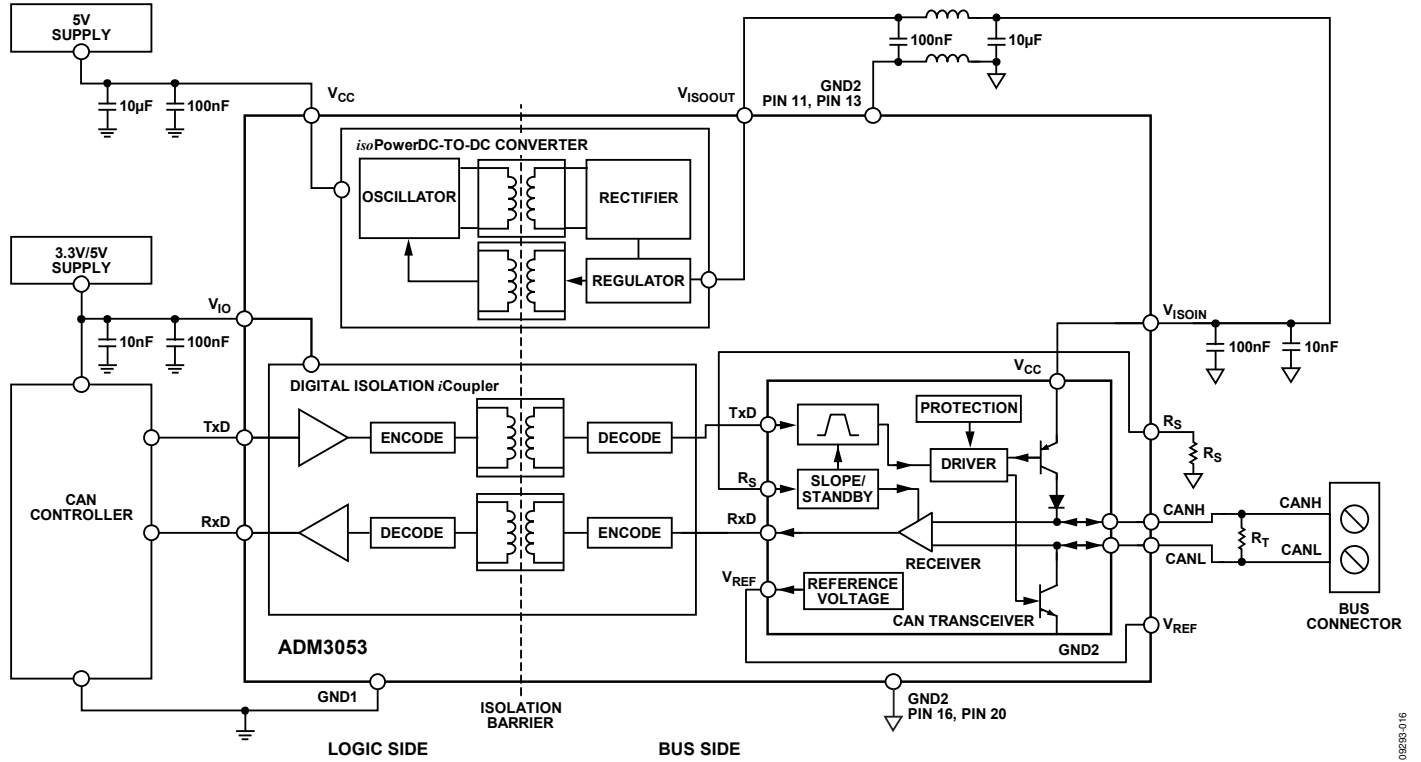 5V
SUPPLY
10µF
100nF
VCC
VISOOUT
100nF
10µF
GND2
PIN 11, PIN 13
isoPowerDC-TO-DC CONVERTER
OSCILLATOR
RECTIFIER
REGULATOR
3.3V/5V
SUPPLY
VIO
10nF
100nF
VISOIN
100nF
10nF
DIGITAL ISOLATION iCoupler
VCC
TxD
ENCODE
DECODE
TxD
PROTECTION
DRIVER
RS
RS
RS
SLOPE/
STANDBY
CAN
CONTROLLER
RxD
DECODE
ENCODE
RxD
RECEIVER
CANH
CANH
RT
CANL
CANL
VREF
REFERENCE
VOLTAGE
CAN TRANSCEIVER
BUS
CONNECTOR
VREF
ADM3053
GND2
GND1
ISOLATION
BARRIER
GND2
PIN 16, PIN 20
LOGIC SIDE
BUS SIDE
09293-016